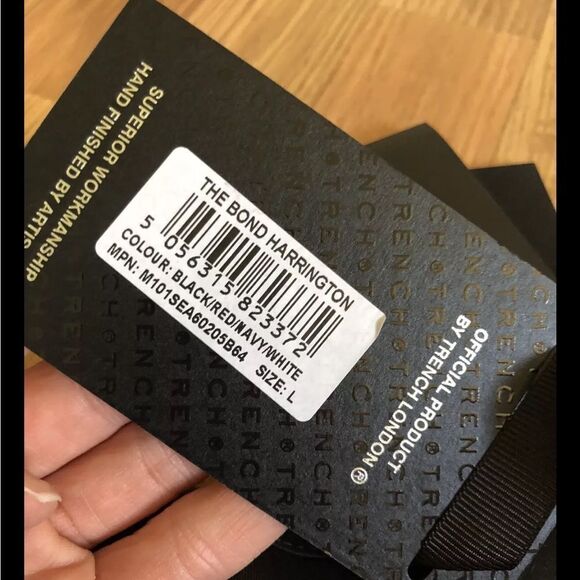 SUPERIOR WORKMANSHIP
HAND FINISHED BY
THE BOND HARRINGTON
5 056315 823372
COLOUR: BLACK/RED/NAVY/WHITE
MPN: M101SEA60205B64 SIZE: L
OFFICIAL PRODUCT
BY TRENCH LONDON ®
TRENCH